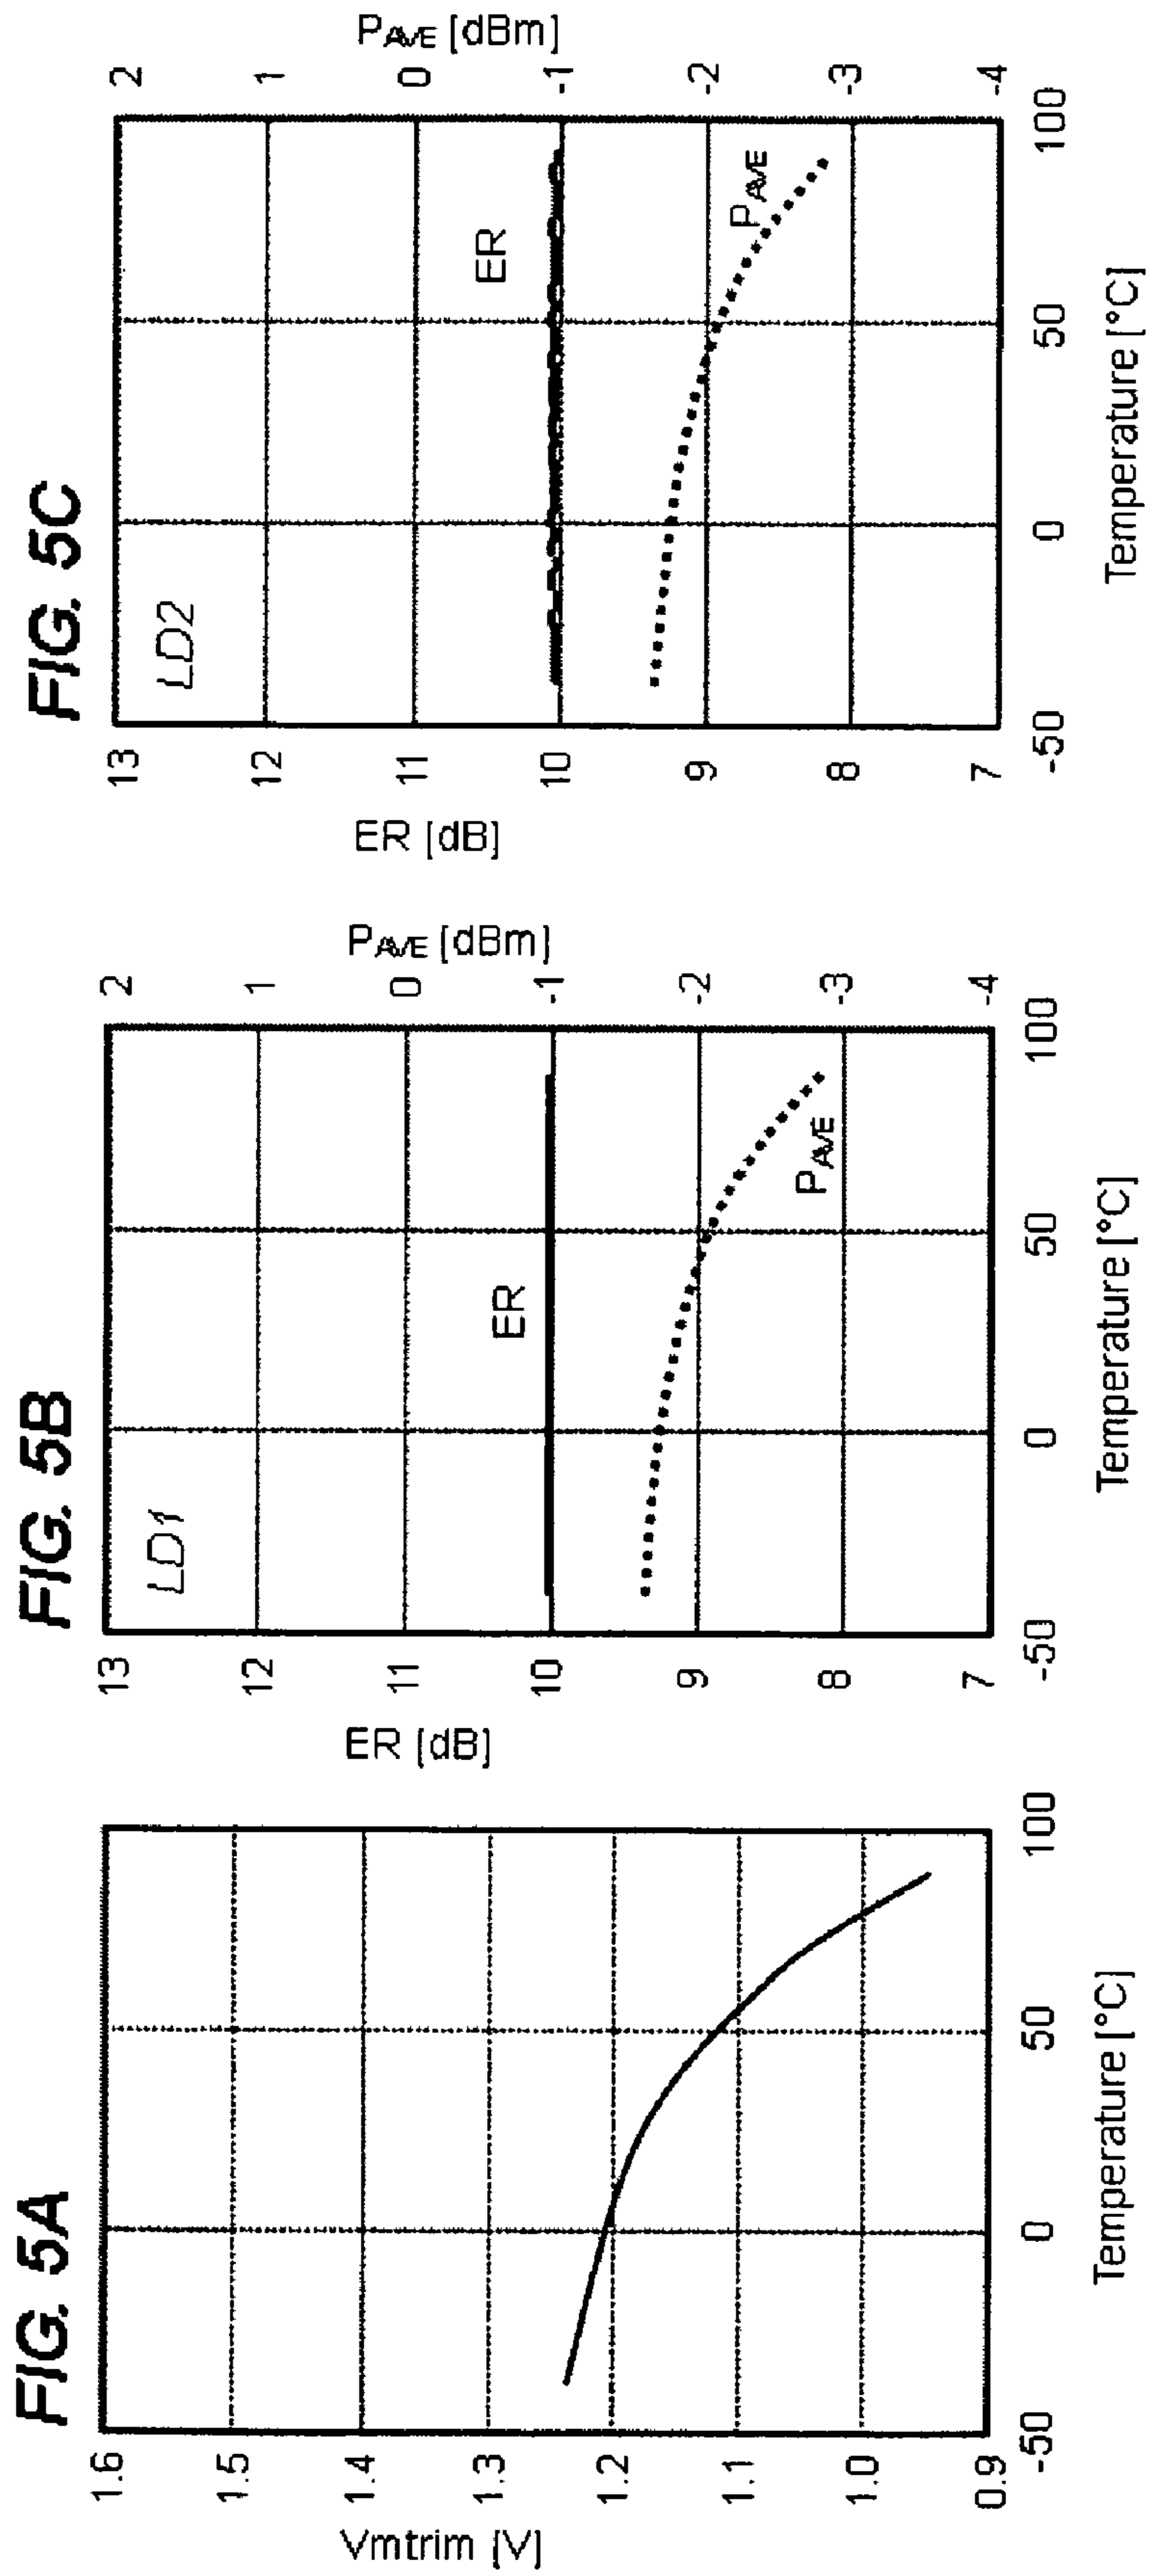 FIG. 5A
Vmtrim [V]
1.6
1.5
1.4
1.3
1.2
1.1
1.0
0.9
-50
0
50
100
Temperature [°C]
FIG. 5B
ER [dB]
13
12
11
10
9
8
7
LD1
ER
PAVE
PAVE [dBm]
2
1
0
-1
-2
-3
-4
-50
0
50
100
Temperature [°C]
FIG. 5C
ER [dB]
13
12
11
10
9
8
7
LD2
ER
PAVE
PAVE [dBm]
2
1
0
-1
-2
-3
-4
-50
0
50
100
Temperature [°C]